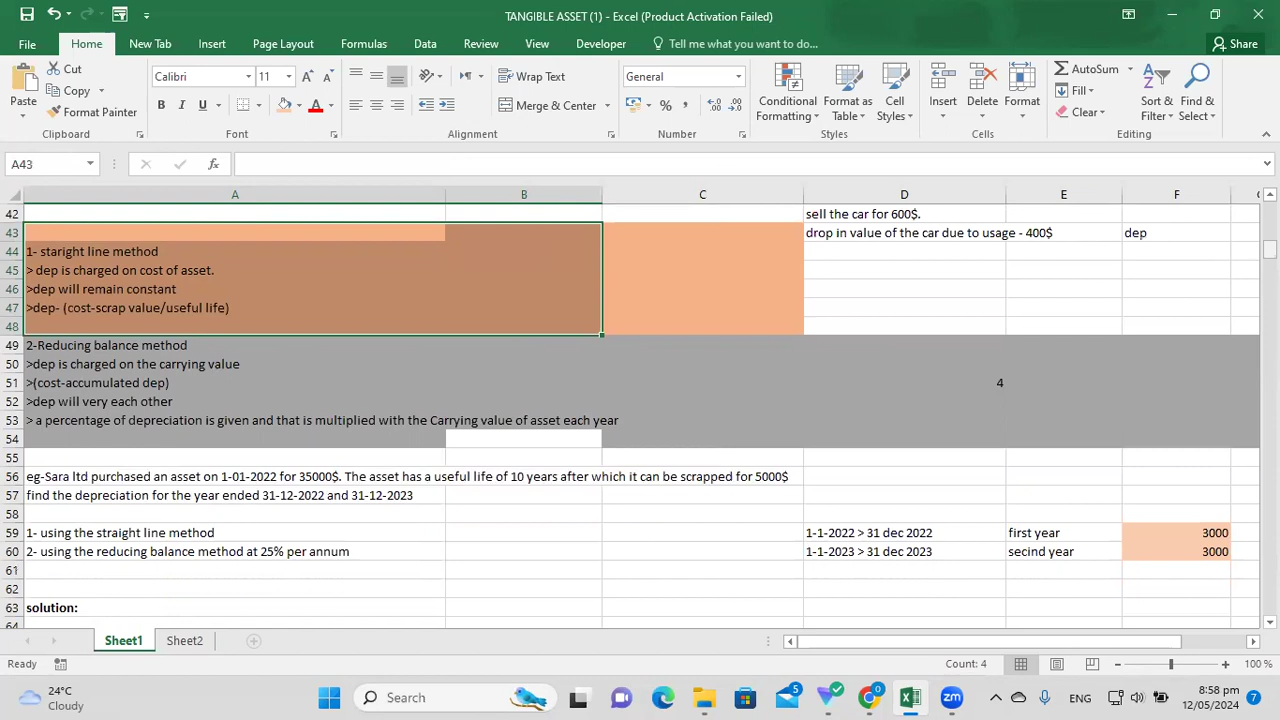 TANGIBLE ASSET (1) - Excel (Product Activation Failed)
File Home New Tab Insert Page Layout Formulas Data Review View Developer Tell me what you want to do... Share
Paste Cut Copy Format Painter Clipboard
Calibri 11 B I U A Font
Wrap Text Merge & Center Alignment
General % , Number
Conditional Formatting Format as Table Cell Styles Styles
Insert Delete Format Cells
AutoSum Fill Clear Sort & Filter Find & Select Editing
A43 fx
A B C D E F
42 sell the car for 600$.
43 drop in value of the car due to usage - 400$ dep
44 1- staright line method
45 > dep is charged on cost of asset.
46 >dep will remain constant
47 >dep- (cost-scrap value/useful life)
48
49 2-Reducing balance method
50 >dep is charged on the carrying value
51 >(cost-accumulated dep) 4
52 >dep will very each other
53 > a percentage of depreciation is given and that is multiplied with the Carrying value of asset each year
54
55
56 eg-Sara ltd purchased an asset on 1-01-2022 for 35000$. The asset has a useful life of 10 years after which it can be scrapped for 5000$
57 find the depreciation for the year ended 31-12-2022 and 31-12-2023
58
59 1- using the straight line method 1-1-2022 > 31 dec 2022 first year 3000
60 2- using the reducing balance method at 25% per annum 1-1-2023 > 31 dec 2023 secind year 3000
61
62
63 solution:
Sheet1 Sheet2
Ready Count: 4 100 %
24°C
Cloudy
Search
5
0
ENG
8:58 pm
12/05/2024
7